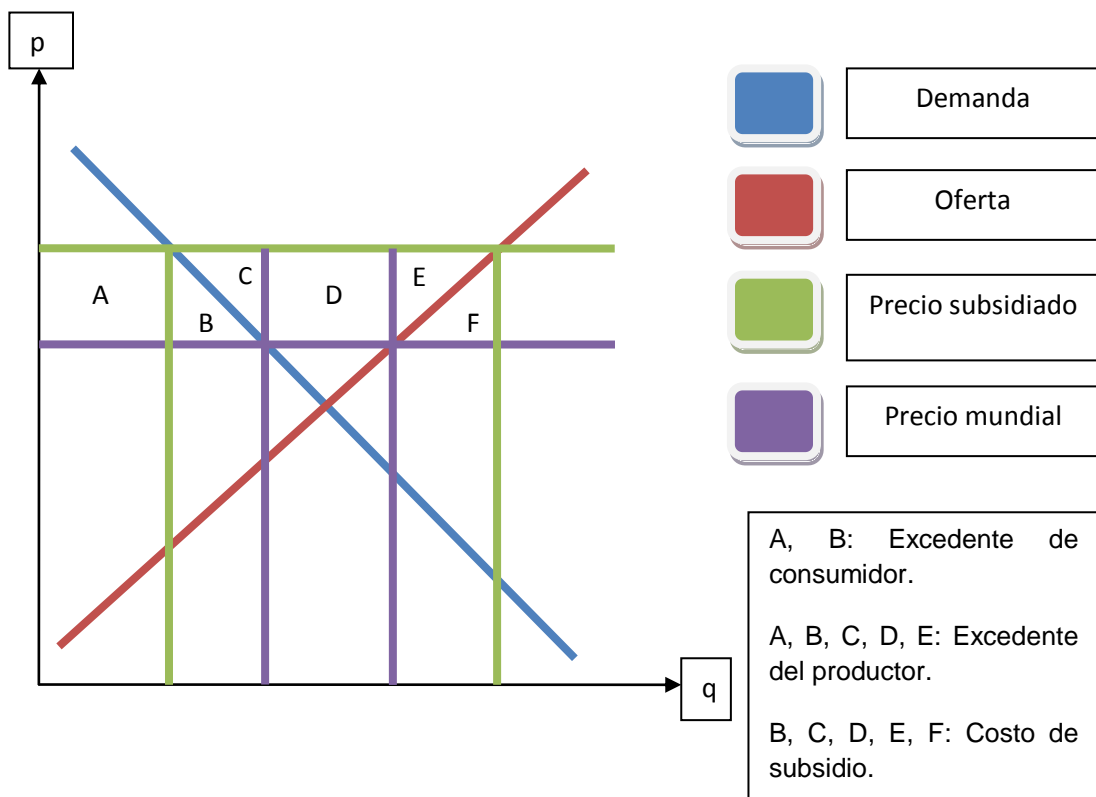 p
Demanda
Oferta
Precio subsidiado
Precio mundial
A
B
C
D
E
F
q
A, B: Excedente de
consumidor.
A, B, C, D, E: Excedente
del productor.
B, C, D, E, F: Costo de
subsidio.